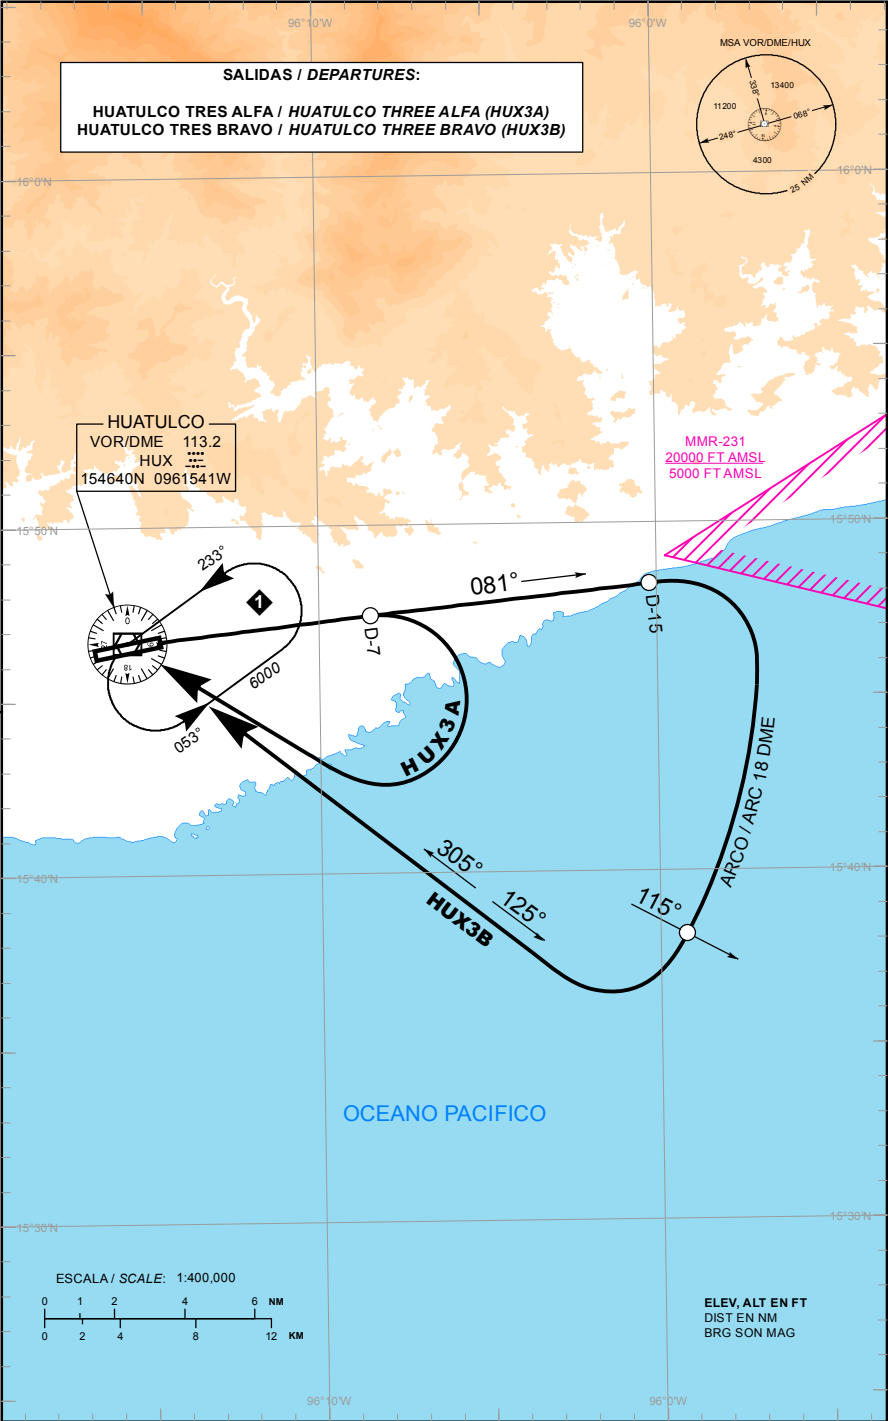 96°10'W
96°0'W
SALIDAS / DEPARTURES:
HUATULCO TRES ALFA / HUATULCO THREE ALFA (HUX3A)
HUATULCO TRES BRAVO / HUATULCO THREE BRAVO (HUX3B)
MSA VOR/DME/HUX
338°
13400
11200
068°
248°
4300
25 NM
16°0'N
16°0'N
HUATULCO
VOR/DME 113.2
HUX
154640N 0961541W
MMR-231
20000 FT AMSL
5000 FT AMSL
15°50'N
15°50'N
233°
1
081°
D-7
D-15
0
18
6000
053°
HUX3A
ARCO / ARC 18 DME
305°
125°
HUX3B
115°
15°40'N
15°40'N
OCEANO PACIFICO
15°30'N
15°30'N
ESCALA / SCALE: 1:400,000
0 1 2 4 6 NM
0 2 4 8 12 KM
ELEV, ALT EN FT
DIST EN NM
BRG SON MAG
96°10'W
96°0'W